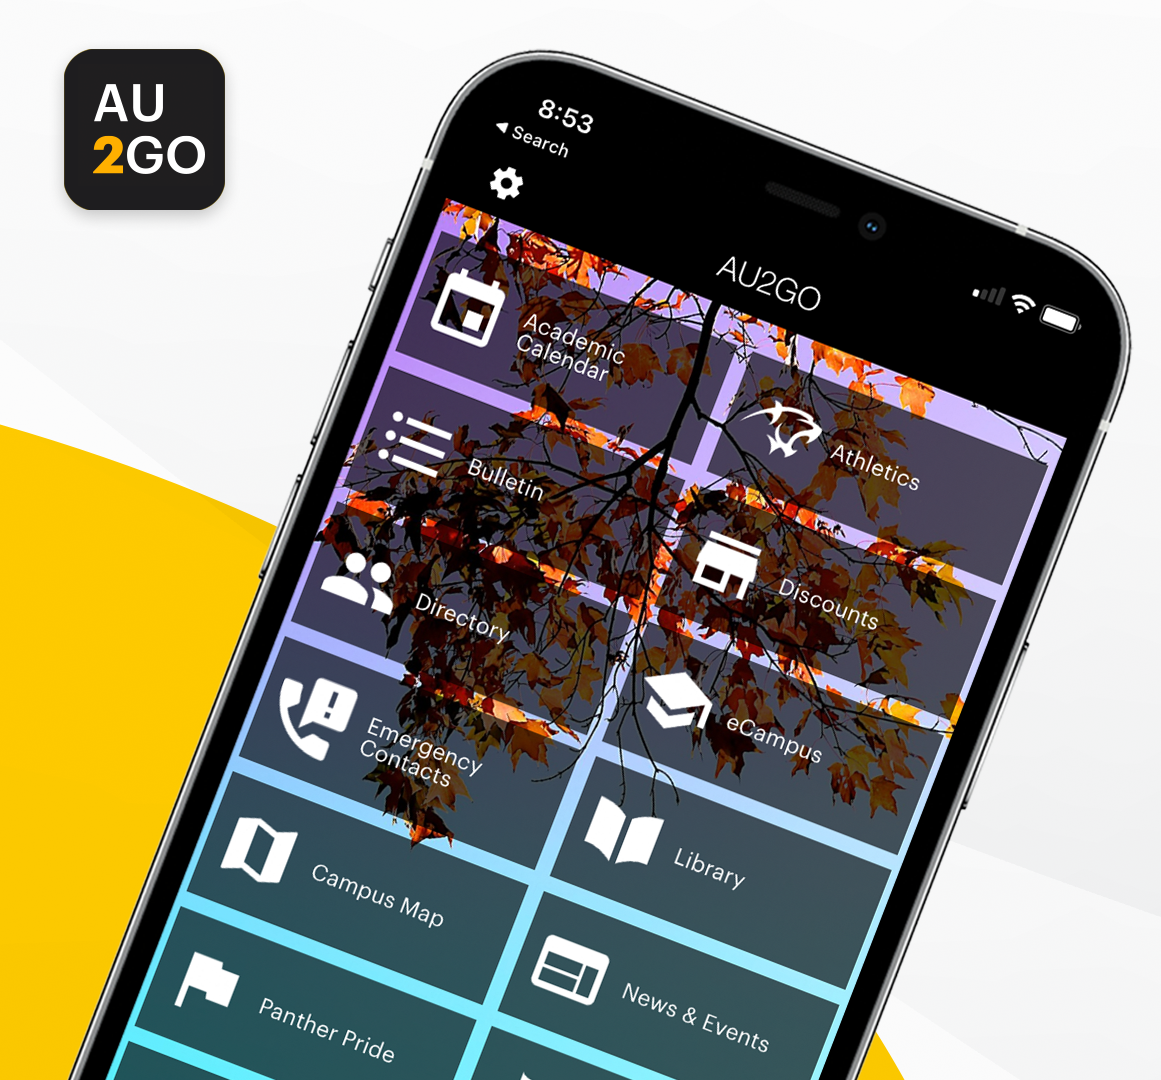 AU
2GO
8:53
Search
AU2GO
Academic
Calendar
Athletics
Bulletin
Discounts
Directory
eCampus
Emergency
Contacts
Library
Campus Map
News & Events
Panther Pride